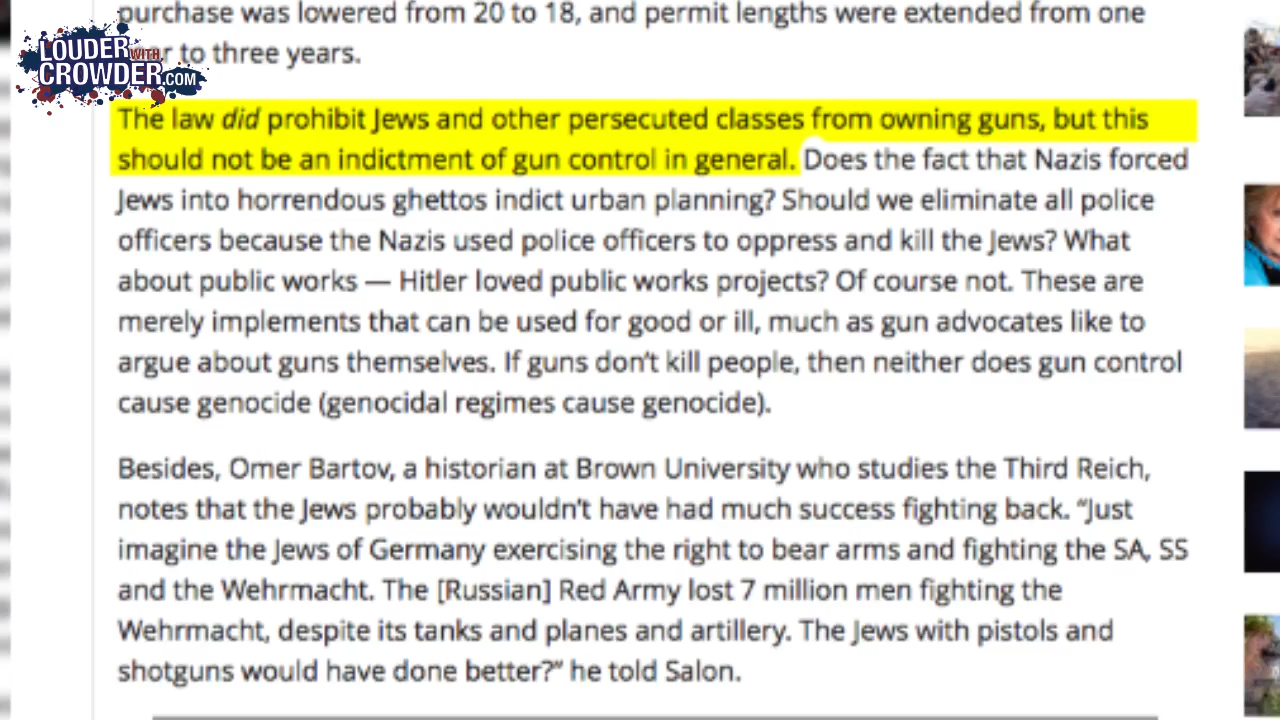 purchase was lowered from 20 to 18, and permit lengths were extended from one
to three years.
LOUDER WITH
CROWDER.COM
The law did prohibit Jews and other persecuted classes from owning guns, but this
should not be an indictment of gun control in general. Does the fact that Nazis forced
Jews into horrendous ghettos indict urban planning? Should we eliminate all police
officers because the Nazis used police officers to oppress and kill the Jews? What
about public works — Hitler loved public works projects? Of course not. These are
merely implements that can be used for good or ill, much as gun advocates like to
argue about guns themselves. If guns don’t kill people, then neither does gun control
cause genocide (genocidal regimes cause genocide).
Besides, Omer Bartov, a historian at Brown University who studies the Third Reich,
notes that the Jews probably wouldn’t have had much success fighting back. “Just
imagine the Jews of Germany exercising the right to bear arms and fighting the SA, SS
and the Wehrmacht. The [Russian] Red Army lost 7 million men fighting the
Wehrmacht, despite its tanks and planes and artillery. The Jews with pistols and
shotguns would have done better?” he told Salon.